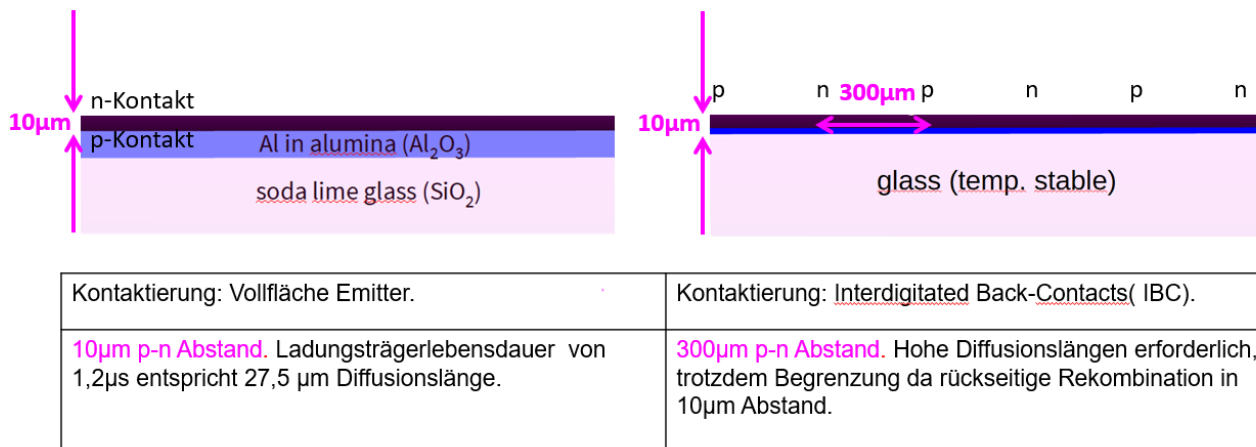 n-Kontakt
10µm
p-Kontakt
Al in alumina (Al₂O₃)
soda lime glass (SiO₂)
p n p n p n
300µm
10µm
glass (temp. stable)
Kontaktierung: Vollfläche Emitter.
Kontaktierung: Interdigitated Back-Contacts( IBC).
10µm p-n Abstand. Ladungsträgerlebensdauer von
1,2µs entspricht 27,5 µm Diffusionslänge.
300µm p-n Abstand. Hohe Diffusionslängen erforderlich,
trotzdem Begrenzung da rückseitige Rekombination in
10µm Abstand.